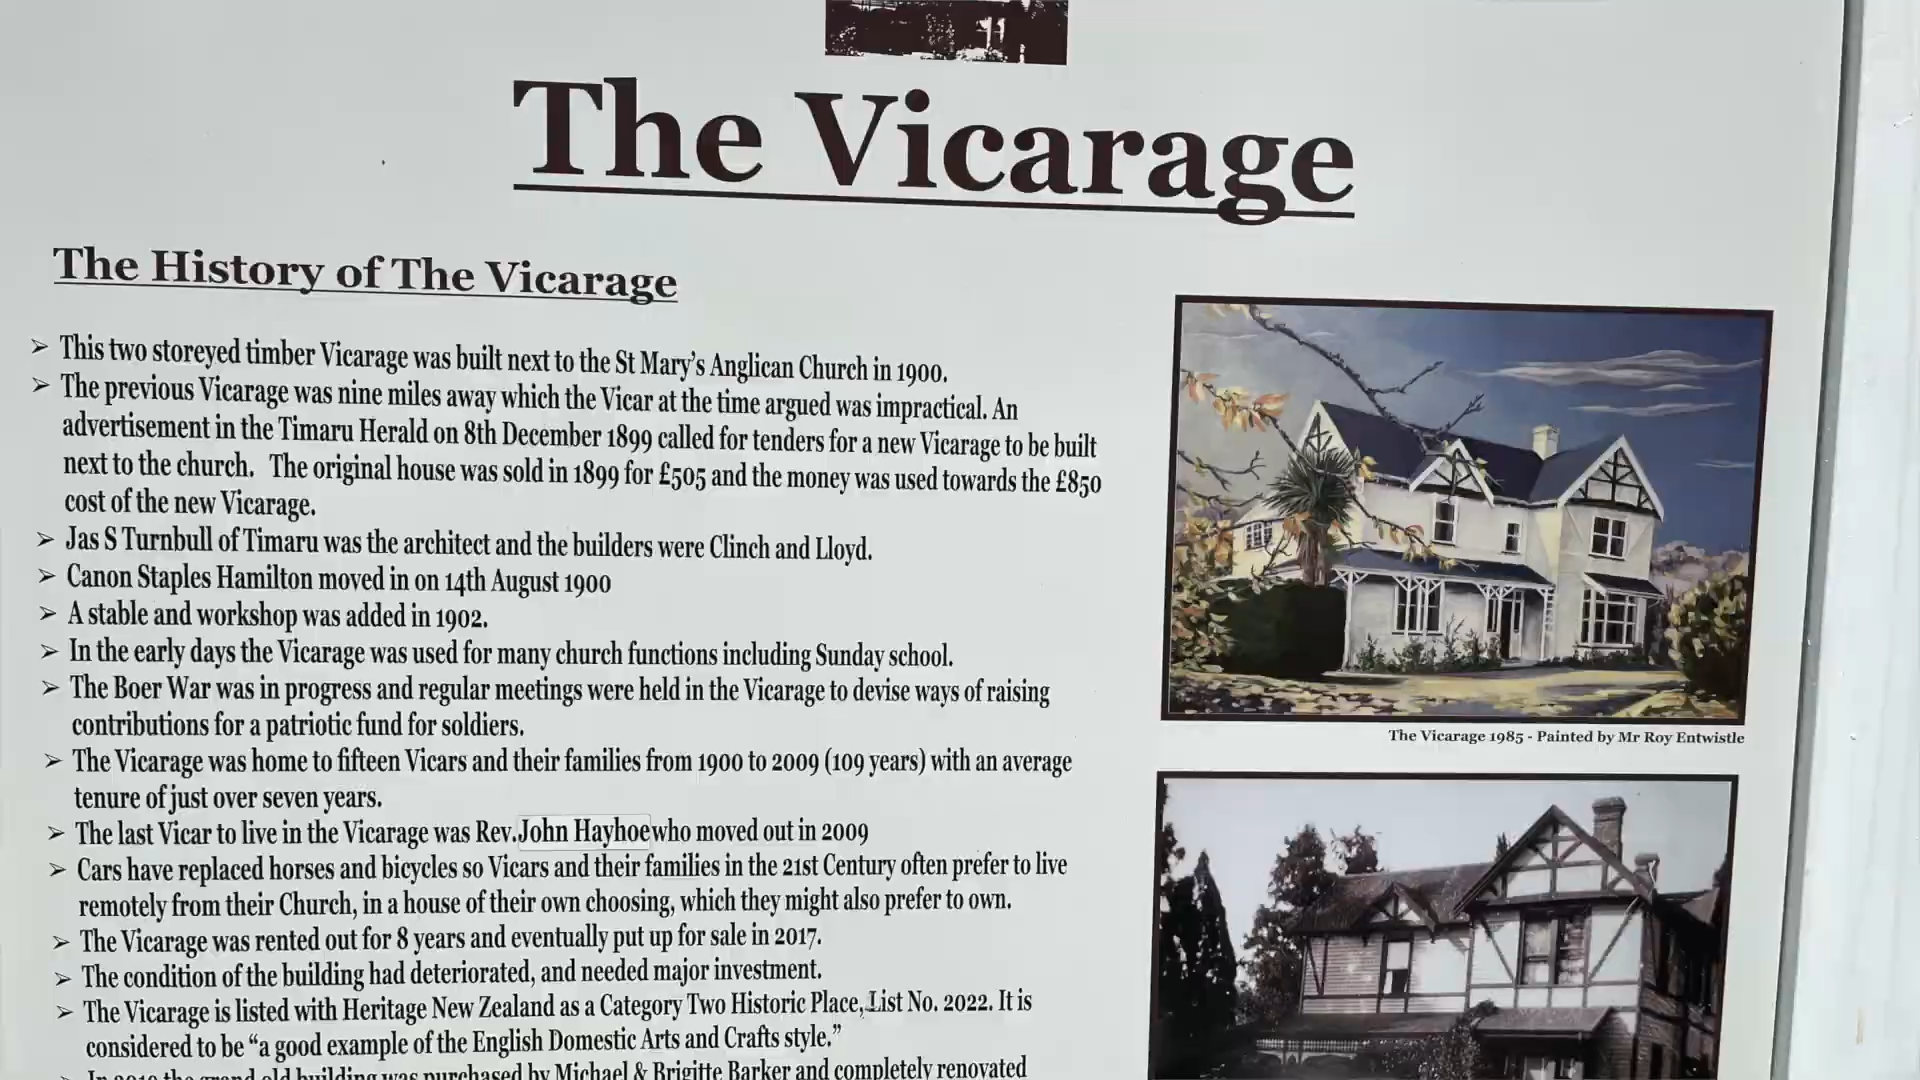 The Vicarage
The History of The Vicarage
➢ This two storeyed timber Vicarage was built next to the St Mary's Anglican Church in 1900.
➢ The previous Vicarage was nine miles away which the Vicar at the time argued was impractical. An
advertisement in the Timaru Herald on 8th December 1899 called for tenders for a new Vicarage to be built
next to the church. The original house was sold in 1899 for £505 and the money was used towards the £850
cost of the new Vicarage.
➢ Jas S Turnbull of Timaru was the architect and the builders were Clinch and Lloyd.
➢ Canon Staples Hamilton moved in on 14th August 1900
➢ A stable and workshop was added in 1902.
➢ In the early days the Vicarage was used for many church functions including Sunday school.
➢ The Boer War was in progress and regular meetings were held in the Vicarage to devise ways of raising
contributions for a patriotic fund for soldiers.
➢ The Vicarage was home to fifteen Vicars and their families from 1900 to 2009 (109 years) with an average
tenure of just over seven years.
➢ The last Vicar to live in the Vicarage was Rev. John Hayhoe who moved out in 2009
➢ Cars have replaced horses and bicycles so Vicars and their families in the 21st Century often prefer to live
remotely from their Church, in a house of their own choosing, which they might also prefer to own.
➢ The Vicarage was rented out for 8 years and eventually put up for sale in 2017.
➢ The condition of the building had deteriorated, and needed major investment.
➢ The Vicarage is listed with Heritage New Zealand as a Category Two Historic Place, List No. 2022. It is
considered to be “a good example of the English Domestic Arts and Crafts style.”
the grand old building was purchased by Michael & Brigitte Barker and completely renovated
The Vicarage 1985 - Painted by Mr Roy Entwistle